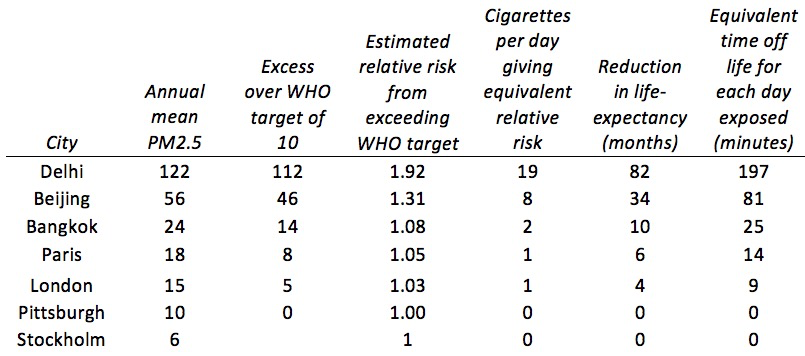 City Annual mean PM2.5 Excess over WHO target of 10 Estimated relative risk from exceeding WHO target Cigarettes per day giving equivalent relative risk Reduction in life-expectancy (months) Equivalent time off life for each day exposed (minutes)
Delhi 122 112 1.92 19 82 197
Beijing 56 46 1.31 8 34 81
Bangkok 24 14 1.08 2 10 25
Paris 18 8 1.05 1 6 14
London 15 5 1.03 1 4 9
Pittsburgh 10 0 1.00 0 0 0
Stockholm 6 1 0 0 0